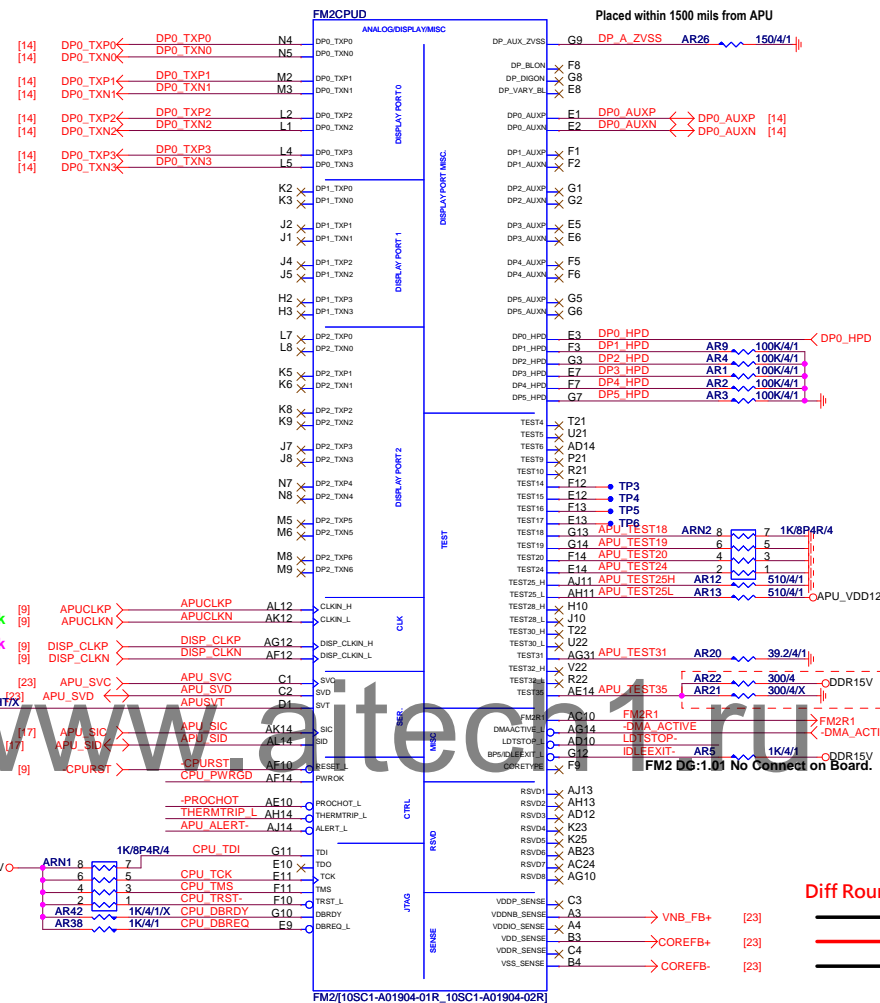 FM2CPUD
Placed within 1500 mils from APU
ANALOG/DISPLAY/MISC
[14] DP0_TXP0 DP0_TXP0 N4 DP0_TXP0
[14] DP0_TXN0 DP0_TXN0 N5 DP0_TXN0
[14] DP0_TXP1 DP0_TXP1 M2 DP0_TXP1
[14] DP0_TXN1 DP0_TXN1 M3 DP0_TXN1
[14] DP0_TXP2 DP0_TXP2 L2 DP0_TXP2
[14] DP0_TXN2 DP0_TXN2 L1 DP0_TXN2
[14] DP0_TXP3 DP0_TXP3 L4 DP0_TXP3
[14] DP0_TXN3 DP0_TXN3 L5 DP0_TXN3
K2 DP1_TXP0
K3 DP1_TXN0
J2 DP1_TXP1
J1 DP1_TXN1
J4 DP1_TXP2
J5 DP1_TXN2
H2 DP1_TXP3
H3 DP1_TXN3
L7 DP2_TXP0
L8 DP2_TXN0
K5 DP2_TXP1
K6 DP2_TXN1
K8 DP2_TXP2
K9 DP2_TXN2
J7 DP2_TXP3
J8 DP2_TXN3
N7 DP2_TXP4
N8 DP2_TXN4
M5 DP2_TXP5
M6 DP2_TXN5
M8 DP2_TXP6
M9 DP2_TXN6
[9] APUCLKP APUCLKP AL12 CLKIN_H
[9] APUCLKN APUCLKN AK12 CLKIN_L
[9] DISP_CLKP DISP_CLKP AG12 DISP_CLKIN_H
[9] DISP_CLKN DISP_CLKN AF12 DISP_CLKIN_L
[23] APU_SVC APU_SVC C1 SVC
[23] APU_SVD APU_SVD C2 SVD
APUSVT D1 SVT
[17] APU_SIC APU_SIC AK14 SIC
[17] APU_SID APU_SID AL14 SID
[9] -CPURST -CPURST AF10 RESET_L
CPU_PWRGD AF14 PWROK
-PROCHOT AE10 PROCHOT_L
THERMTRIP_L AH14 THERMTRIP_L
APU_ALERT- AJ14 ALERT_L
ARN1 8 7 1K/8P4R/4 CPU_TDI G11 TDI
E10 TDO
6 5 CPU_TCK E11 TCK
4 3 CPU_TMS F11 TMS
2 1 CPU_TRST- F10 TRST_L
AR42 1K/4/1/X CPU_DBRDY G10 DBRDY
AR38 1K/4/1 CPU_DBREQ E9 DBREQ_L
DISPLAY PORT 0
DISPLAY PORT 1
DISPLAY PORT 2
CLK
SER.
CTRL
JTAG
DISPLAY PORT MISC.
TEST
MISC
RSVD
SENSE
DP_AUX_ZVSS G9 DP_A_ZVSS AR26 150/4/1
DP_BLON F8
DP_DIGON G8
DP_VARY_BL E8
DP0_AUXP E1 DP0_AUXP DP0_AUXP [14]
DP0_AUXN E2 DP0_AUXN DP0_AUXN [14]
DP1_AUXP F1
DP1_AUXN F2
DP2_AUXP G1
DP2_AUXN G2
DP3_AUXP E5
DP3_AUXN E6
DP4_AUXP F5
DP4_AUXN F6
DP5_AUXP G5
DP5_AUXN G6
DP0_HPD E3 DP0_HPD DP0_HPD
DP1_HPD F3 DP1_HPD AR9 100K/4/1
DP2_HPD G3 DP2_HPD AR4 100K/4/1
DP3_HPD E7 DP3_HPD AR1 100K/4/1
DP4_HPD F7 DP4_HPD AR2 100K/4/1
DP5_HPD G7 DP5_HPD AR3 100K/4/1
TEST4 T21
TEST5 U21
TEST6 AD14
TEST9 P21
TEST10 R21
TEST14 F12 TP3
TEST15 E12 TP4
TEST16 F13 TP5
TEST17 E13 TP6
TEST18 G13 APU_TEST18 ARN2 8 7 1K/8P4R/4
TEST19 G14 APU_TEST19 6 5
TEST20 F14 APU_TEST20 4 3
TEST24 E14 APU_TEST24 2 1
TEST25_H AJ11 APU_TEST25H AR12 510/4/1
TEST25_L AH11 APU_TEST25L AR13 510/4/1 APU_VDD12
TEST28_H H10
TEST28_L J10
TEST30_H T22
TEST30_L U22
TEST31 AG31 APU_TEST31 AR20 39.2/4/1
TEST32_H V22
TEST32_L R22 AR22 300/4 DDR15V
TEST35 AE14 APU_TEST35 AR21 300/4/X
FM2R1 AC10 FM2R1 FM2R1
DMAACTIVE_L AG14 -DMA_ACTIVE
LDTSTOP_L AD10 LDTSTOP-
BP5/IDLEEXIT_L G12 IDLEEXIT- AR5 1K/4/1 DDR15V
CORETYPE F9 FM2 DG:1.01 No Connect on Board.
RSVD1 AJ13
RSVD2 AH13
RSVD3 AD12
RSVD4 K23
RSVD5 K25
RSVD6 AB23
RSVD7 AC24
RSVD8 AG10
VDDP_SENSE C3
VDDNB_SENSE A3 VNB_FB+ [23]
VDDIO_SENSE A4
VDD_SENSE B3 COREFB+ [23]
VDDR_SENSE C4
VSS_SENSE B4 COREFB- [23]
FM2/[10SC1-A01904-01R_10SC1-A01904-02R]
www.aitech1.ru